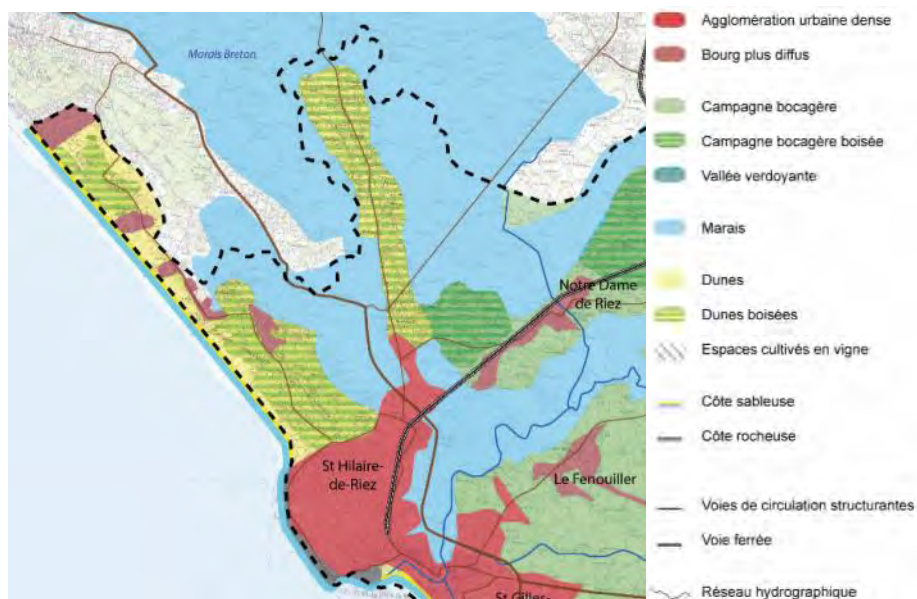 Marais Breton
Notre Dame
de Riez
St Hilaire-
de-Riez
Le Fenouiller
St Gilles-
Agglomération urbaine dense
Bourg plus diffus
Campagne bocagère
Campagne bocagère boisée
Vallée verdoyante
Marais
Dunes
Dunes boisées
Espaces cultivés en vigne
Côte sableuse
Côte rocheuse
Voies de circulation structurantes
Voie ferrée
Réseau hydrographique